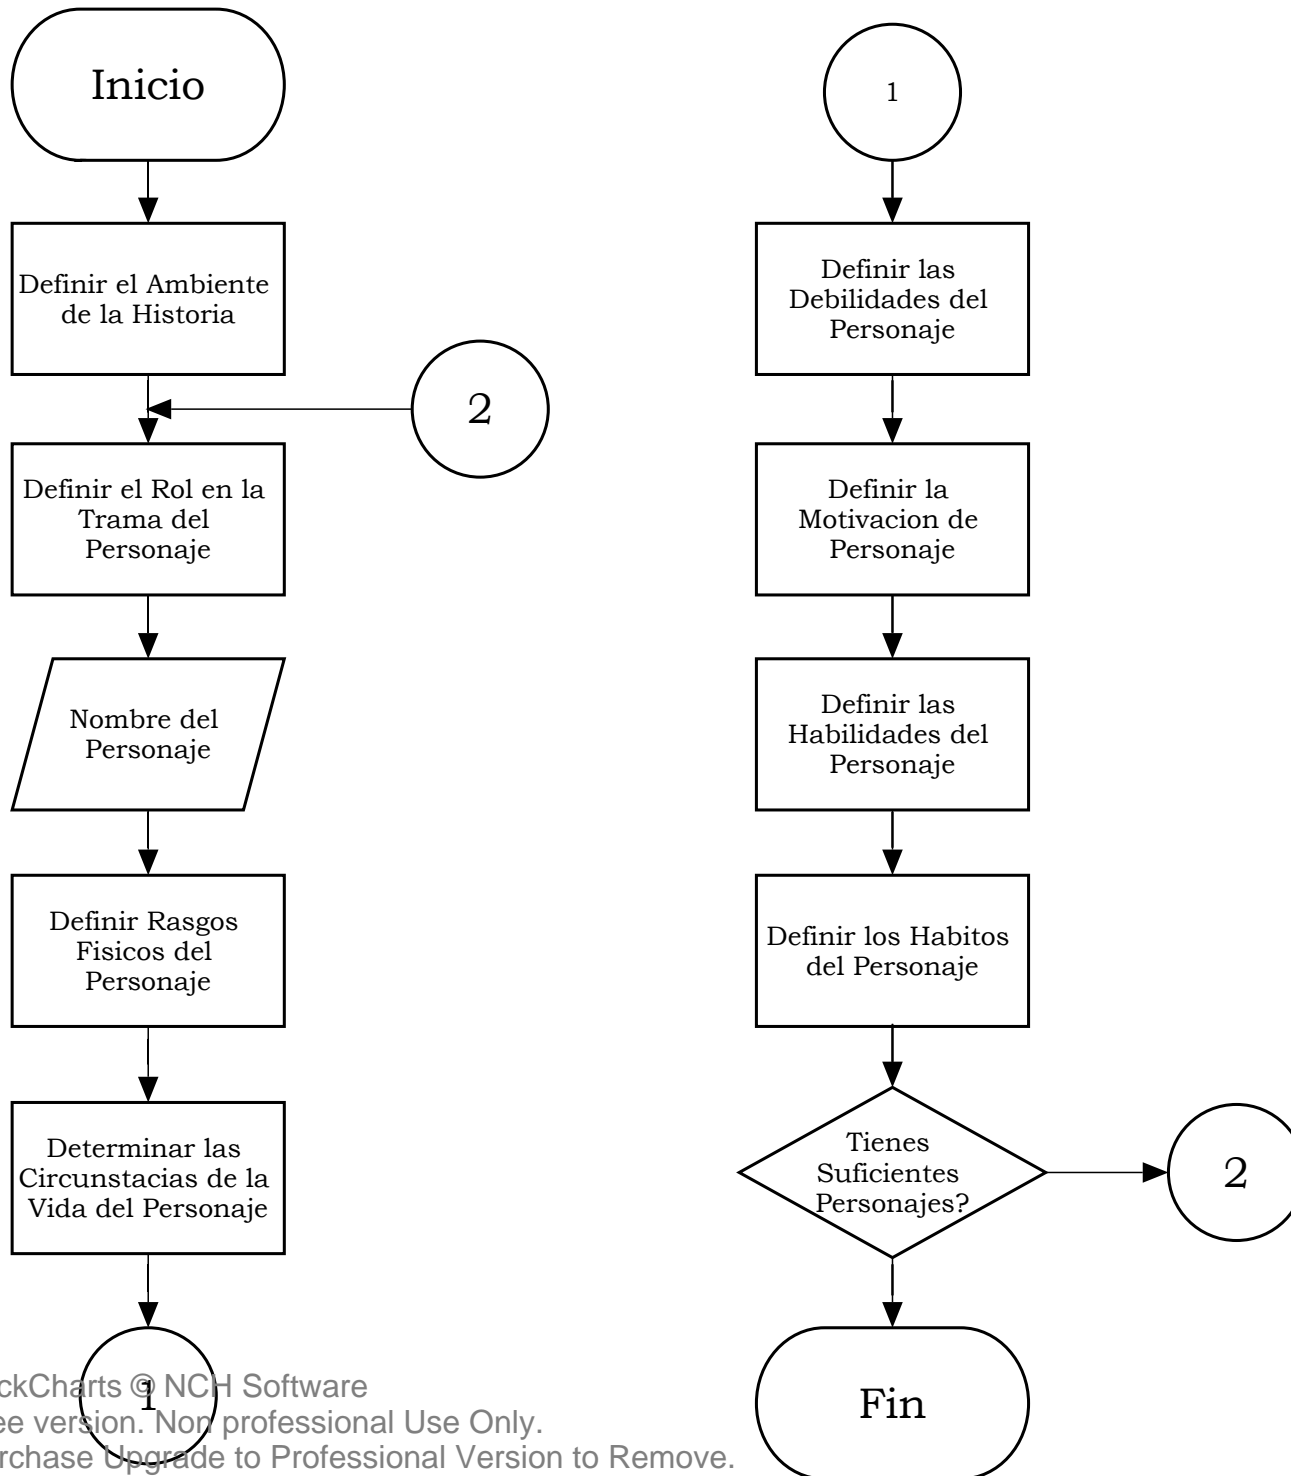 Inicio
Definir el Ambiente
de la Historia
2
Definir el Rol en la
Trama del
Personaje
Nombre del
Personaje
Definir Rasgos
Fisicos del
Personaje
Determinar las
Circunstacias de la
Vida del Personaje
1
1
Definir las
Debilidades del
Personaje
Definir la
Motivacion de
Personaje
Definir las
Habilidades del
Personaje
Definir los Habitos
del Personaje
Tienes
Suficientes
Personajes?
2
Fin
ckCharts © NCH Software
ee version. Non professional Use Only.
rchase Upgrade to Professional Version to Remove.